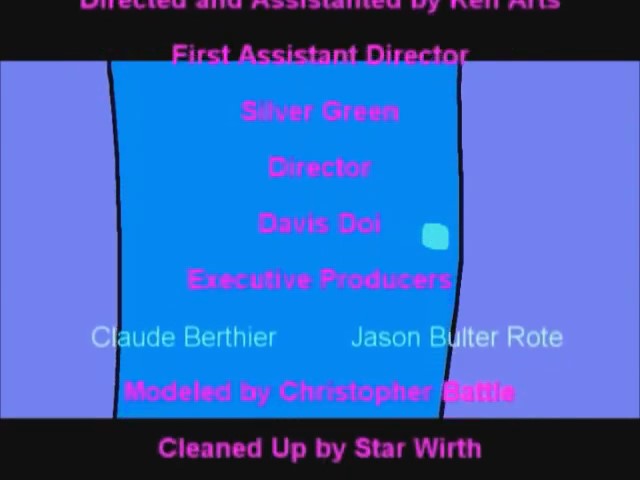 Directed and Assistanted by Ken Arts
First Assistant Director
Silver Green
Director
Davis Doi
Executive Producers
Claude Berthier Jason Bulter Rote
Modeled by Christopher Battle
Cleaned Up by Star Wirth